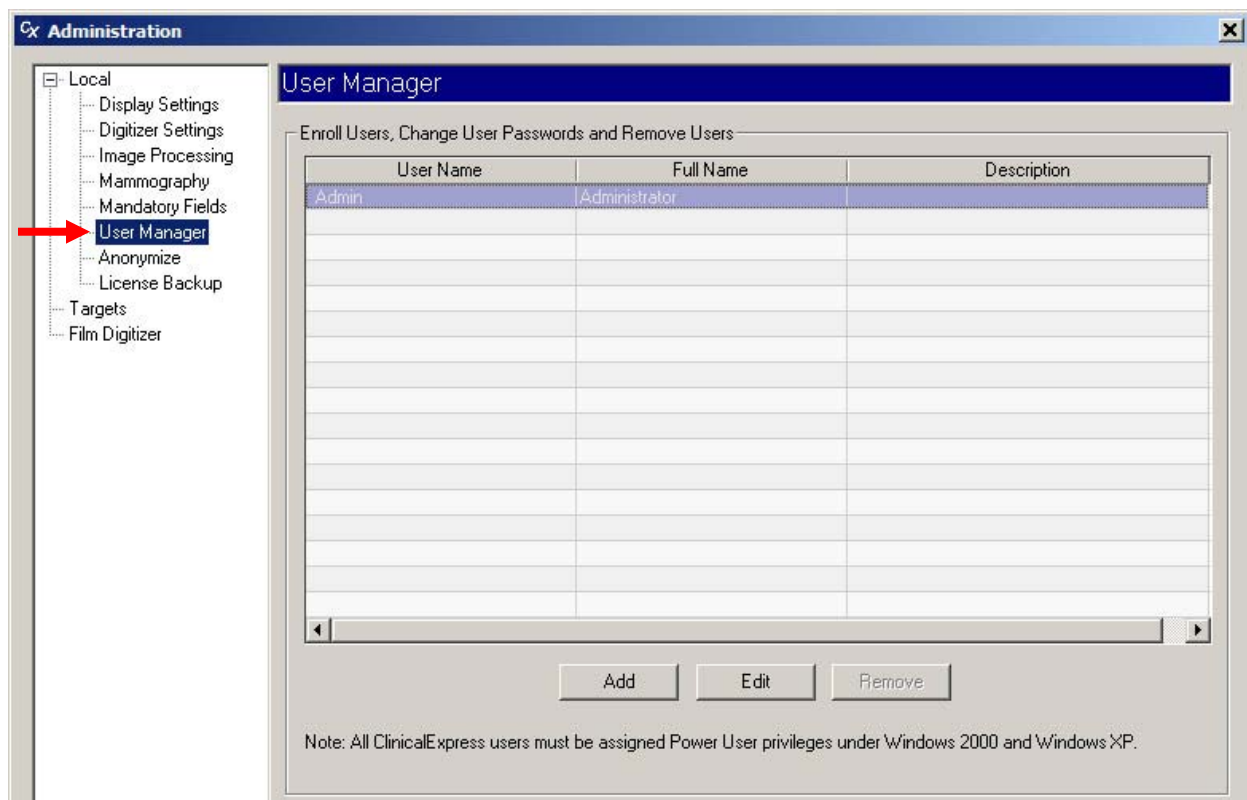 Cx Administration
Local
Display Settings
Digitizer Settings
Image Processing
Mammography
Mandatory Fields
User Manager
Anonymize
License Backup
Targets
Film Digitizer
User Manager
Enroll Users, Change User Passwords and Remove Users
User Name Full Name Description
Admin Administrator
Add Edit Remove
Note: All ClinicalExpress users must be assigned Power User privileges under Windows 2000 and Windows XP.